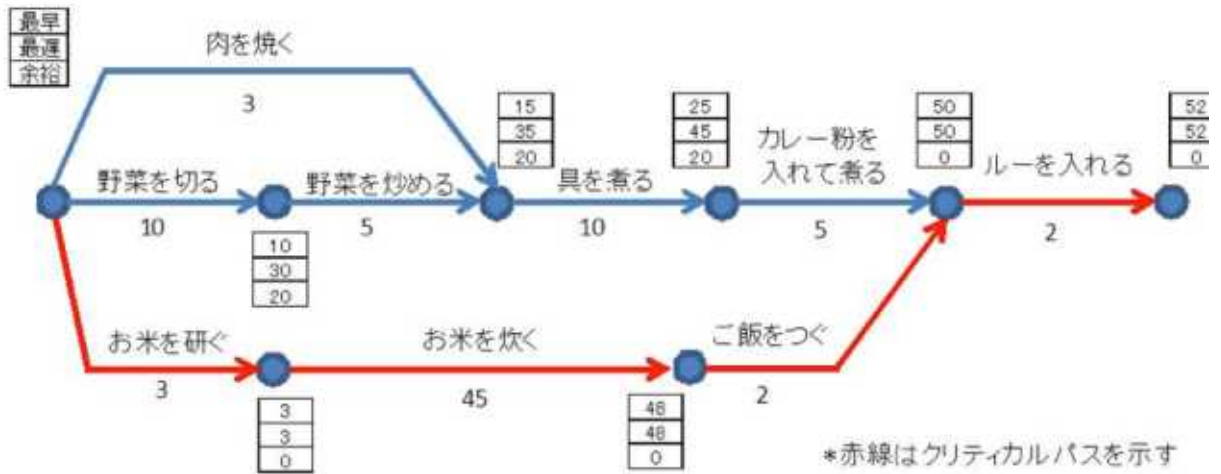 最早
最遅
余裕
肉を焼く
3
15
35
20
25
45
20
カレー粉を
入れて煮る
50
50
0
ルーを入れる
52
52
0
野菜を切る
10
野菜を炒める
5
具を煮る
10
5
2
10
30
20
お米を研ぐ
3
お米を炊く
45
ご飯をつぐ
2
3
3
0
48
48
0
*赤線はクリティカルパスを示す